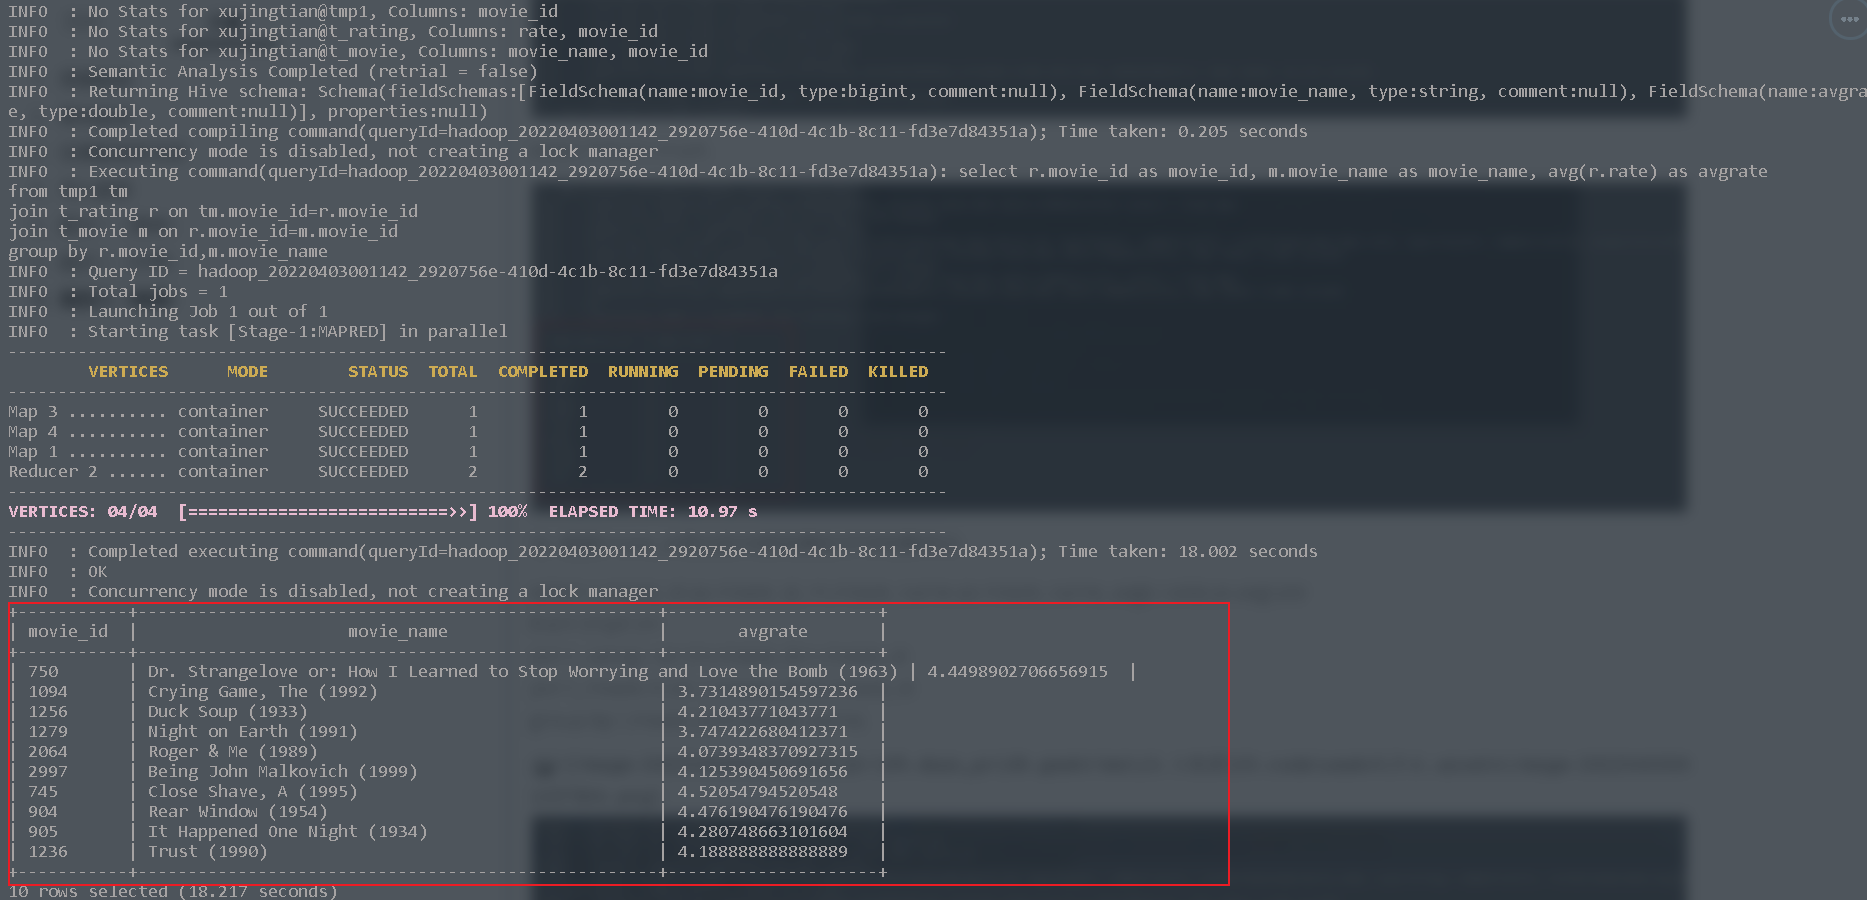 INFO  : No Stats for xujingtian@tmp1, Columns: movie_id
INFO  : No Stats for xujingtian@t_rating, Columns: rate, movie_id
INFO  : No Stats for xujingtian@t_movie, Columns: movie_name, movie_id
INFO  : Semantic Analysis Completed (retrial = false)
INFO  : Returning Hive schema: Schema(fieldSchemas:[FieldSchema(name:movie_id, type:bigint, comment:null), FieldSchema(name:movie_name, type:string, comment:null), FieldSchema(name:avgra
e, type:double, comment:null)], properties:null)
INFO  : Completed compiling command(queryId=hadoop_20220403001142_2920756e-410d-4c1b-8c11-fd3e7d84351a); Time taken: 0.205 seconds
INFO  : Concurrency mode is disabled, not creating a lock manager
INFO  : Executing command(queryId=hadoop_20220403001142_2920756e-410d-4c1b-8c11-fd3e7d84351a): select r.movie_id as movie_id, m.movie_name as movie_name, avg(r.rate) as avgrate
from tmp1 tm
join t_rating r on tm.movie_id=r.movie_id
join t_movie m on r.movie_id=m.movie_id
group by r.movie_id,m.movie_name
INFO  : Query ID = hadoop_20220403001142_2920756e-410d-4c1b-8c11-fd3e7d84351a
INFO  : Total jobs = 1
INFO  : Launching Job 1 out of 1
INFO  : Starting task [Stage-1:MAPRED] in parallel
----------------------------------------------------------------------------------------------
        VERTICES      MODE        STATUS  TOTAL  COMPLETED  RUNNING  PENDING  FAILED  KILLED
----------------------------------------------------------------------------------------------
Map 3 .......... container     SUCCEEDED      1          1        0        0       0       0
Map 4 .......... container     SUCCEEDED      1          1        0        0       0       0
Map 1 .......... container     SUCCEEDED      1          1        0        0       0       0
Reducer 2 ...... container     SUCCEEDED      2          2        0        0       0       0
----------------------------------------------------------------------------------------------
VERTICES: 04/04  [==========================>>] 100%  ELAPSED TIME: 10.97 s
----------------------------------------------------------------------------------------------
INFO  : Completed executing command(queryId=hadoop_20220403001142_2920756e-410d-4c1b-8c11-fd3e7d84351a); Time taken: 18.002 seconds
INFO  : OK
INFO  : Concurrency mode is disabled, not creating a lock manager
+-----------+----------------------------------------------------+---------------------+
| movie_id  |                     movie_name                     |       avgrate       |
+-----------+----------------------------------------------------+---------------------+
| 750       | Dr. Strangelove or: How I Learned to Stop Worrying and Love the Bomb (1963) | 4.4498902706656915  |
| 1094      | Crying Game, The (1992)                            | 3.7314890154597236  |
| 1256      | Duck Soup (1933)                                   | 4.21043771043771    |
| 1279      | Night on Earth (1991)                              | 3.747422680412371   |
| 2064      | Roger & Me (1989)                                  | 4.0739348370927315  |
| 2997      | Being John Malkovich (1999)                        | 4.125390450691656   |
| 745       | Close Shave, A (1995)                              | 4.52054794520548    |
| 904       | Rear Window (1954)                                 | 4.476190476190476   |
| 905       | It Happened One Night (1934)                       | 4.280748663101604   |
| 1236      | Trust (1990)                                       | 4.188888888888889   |
+-----------+----------------------------------------------------+---------------------+
10 rows selected (18.217 seconds)